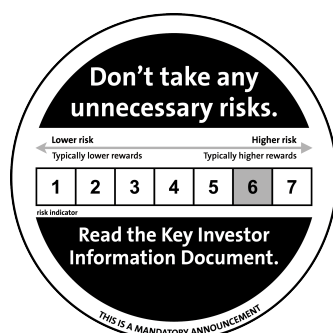 Don’t take any
unnecessary risks.
Lower risk Higher risk
Typically lower rewards Typically higher rewards
1 2 3 4 5 6 7
risk indicator
Read the Key Investor
Information Document.
THIS IS A MANDATORY ANNOUNCEMENT